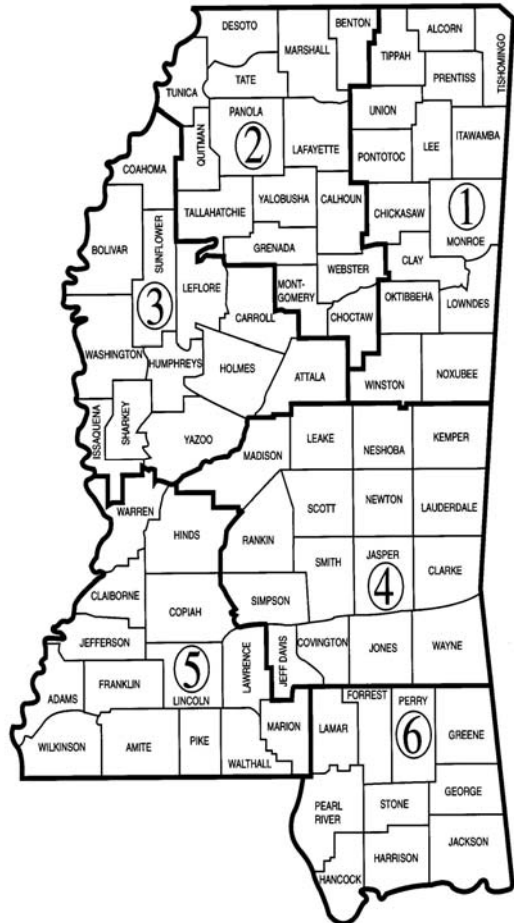 DESOTO
BENTON
ALCORN
TISHOMINGO
MARSHALL
TIPPAH
TUNICA
TATE
PRENTISS
PANOLA
UNION
QUITMAN
2
LAFAYETTE
LEE
ITAWAMBA
PONTOTOC
COAHOMA
TALLAHATCHIE
YALOBUSHA
CALHOUN
CHICKASAW
1
MONROE
BOLIVAR
SUNFLOWER
GRENADA
CLAY
WEBSTER
LEFLORE
MONT-
GOMERY
OKTIBBEHA
LOWNDES
3
CARROLL
CHOCTAW
WASHINGTON
HUMPHREYS
HOLMES
ATTALA
WINSTON
NOXUBEE
ISSAQUENA
SHARKEY
YAZOO
MADISON
LEAKE
NESHOBA
KEMPER
WARREN
HINDS
RANKIN
SCOTT
NEWTON
LAUDERDALE
SMITH
JASPER
4
CLARKE
CLAIBORNE
COPIAH
SIMPSON
JEFFERSON
LAWRENCE
JEFF DAVIS
COVINGTON
JONES
WAYNE
5
LINCOLN
ADAMS
FRANKLIN
WILKINSON
AMITE
PIKE
WALTHALL
MARION
LAMAR
FORREST
PERRY
6
GREENE
PEARL
RIVER
STONE
GEORGE
HANCOCK
HARRISON
JACKSON